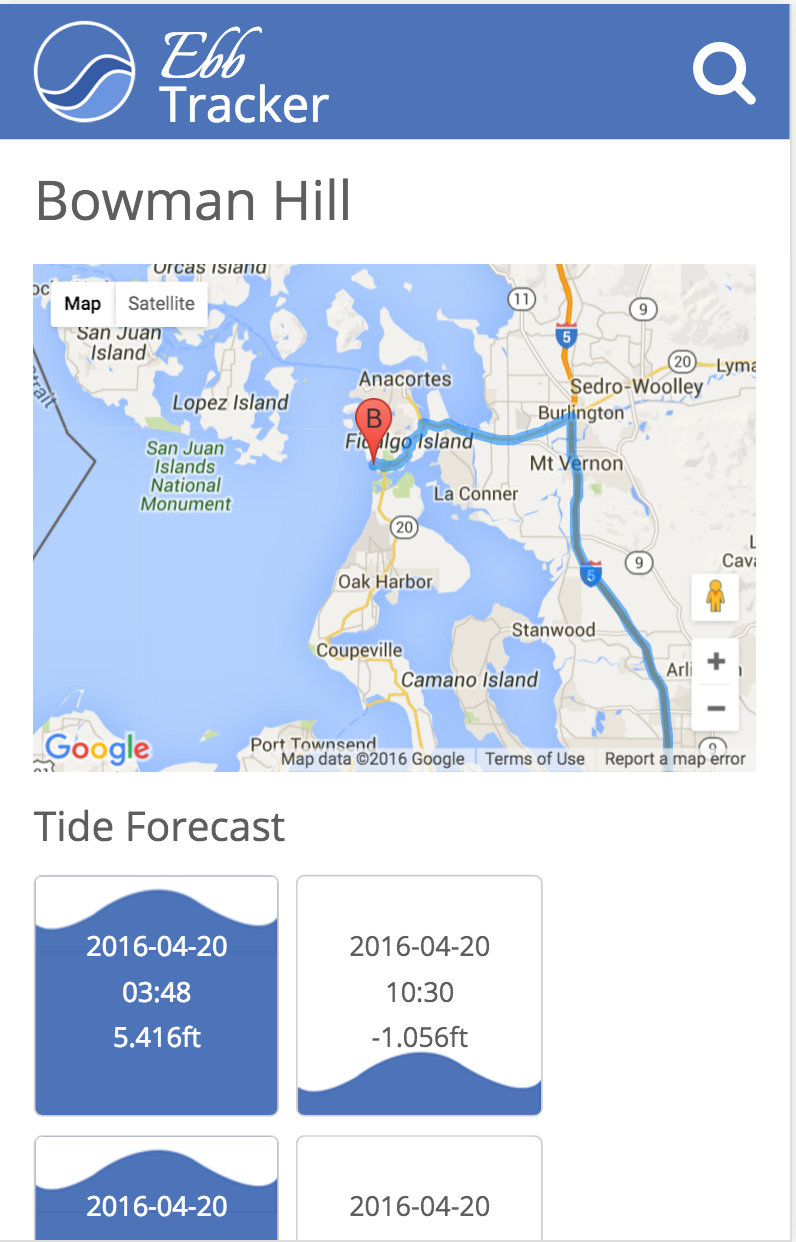 Ebb
Tracker
Bowman Hill
Orcas Island
Map Satellite
San Juan
Island
11
9
5
20
Anacortes
Sedro-Woolley
Lopez Island
B
Burlington
Fidalgo Island
San Juan
Islands
National
Monument
Mt Vernon
La Conner
20
9
5
Oak Harbor
Stanwood
Coupeville
Camano Island
+
−
Google
Port Townsend
9
Map data ©2016 Google Terms of Use Report a map error
Tide Forecast
2016-04-20
03:48
5.416ft
2016-04-20
10:30
-1.056ft
2016-04-20
2016-04-20